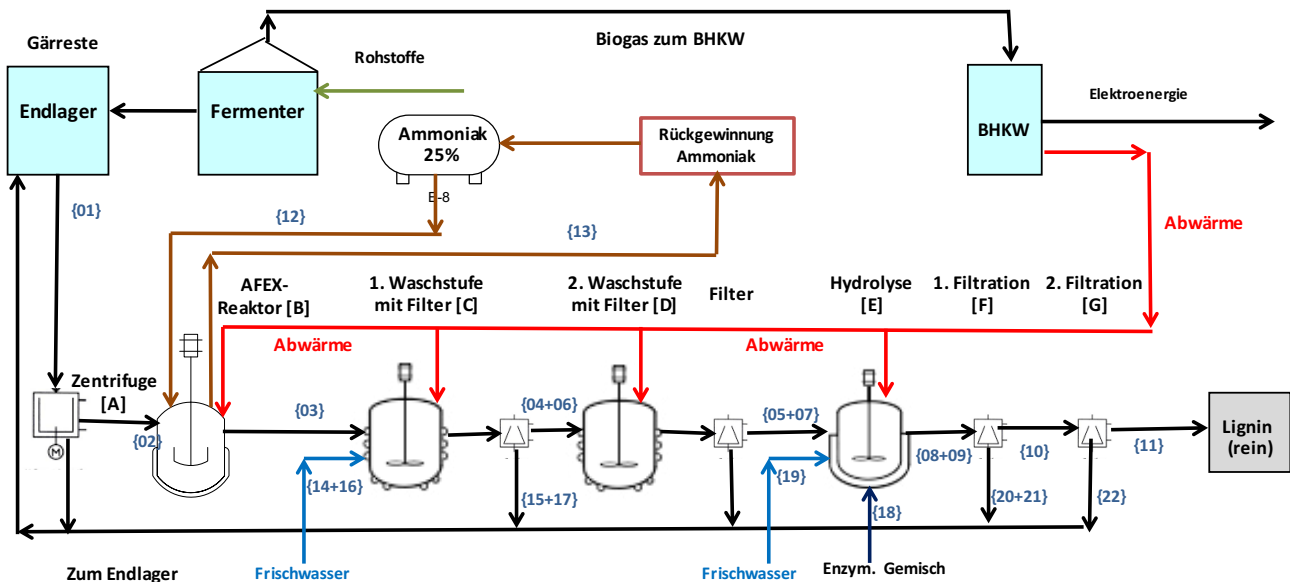 Gärreste
Biogas zum BHKW
Rohstoffe
Endlager
Fermenter
Elektroenergie
BHKW
Ammoniak
25%
Rückgewinnung
Ammoniak
E-8
{01}
{12}
{13}
Abwärme
AFEX-
Reaktor [B]
1. Waschstufe
mit Filter [C]
2. Waschstufe
mit Filter [D]
Filter
Hydrolyse
[E]
1. Filtration
[F]
2. Filtration
[G]
Abwärme
Abwärme
Zentrifuge
[A]
{02}
{03}
{04+06}
{05+07}
{08+09}
{10}
{11}
Lignin
(rein)
M
{14+16}
{15+17}
{19}
{18}
{20+21}
{22}
Zum Endlager
Frischwasser
Frischwasser
Enzym. Gemisch